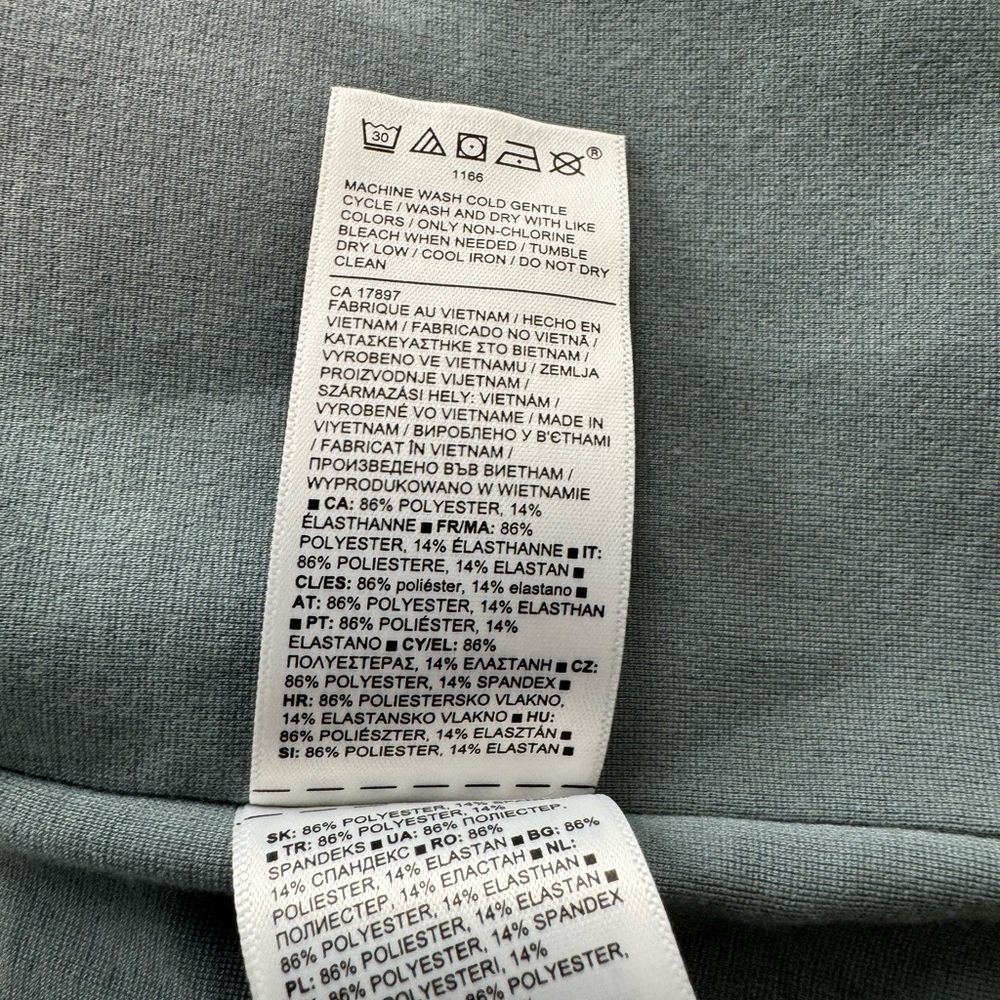 30
®
1166
MACHINE WASH COLD GENTLE
CYCLE / WASH AND DRY WITH LIKE
COLORS / ONLY NON-CHLORINE
BLEACH WHEN NEEDED / TUMBLE
DRY LOW / COOL IRON / DO NOT DRY
CLEAN
CA 17897
FABRIQUE AU VIETNAM / HECHO EN
VIETNAM / FABRICADO NO VIETNÃ /
ΚΑΤΑΣΚΕΥΑΣΤΗΚΕ ΣΤΟ ΒΙΕΤΝΑΜ /
VYROBENO VE VIETNAMU / ZEMLJA
PROIZVODNJE VIJETNAM /
SZÁRMAZÁSI HELY: VIETNÁM /
VYROBENÉ VO VIETNAME / MADE IN
VIYETNAM / ВИРОБЛЕНО У В'ЄТНАМІ
/ FABRICAT ÎN VIETNAM /
ПРОИЗВЕДЕНО ВЪВ ВИЕТНАМ /
WYPRODUKOWANO W WIETNAMIE
■ CA: 86% POLYESTER, 14%
ÉLASTHANNE ■ FR/MA: 86%
POLYESTER, 14% ÉLASTHANNE ■ IT:
86% POLIESTERE, 14% ELASTAN ■
CL/ES: 86% poliéster, 14% elastano ■
AT: 86% POLYESTER, 14% ELASTHAN
■ PT: 86% POLIÉSTER, 14%
ELASTANO ■ CY/EL: 86%
ΠΟΛΥΕΣΤΕΡΑΣ, 14% ΕΛΑΣΤΑΝΗ ■ CZ:
86% POLYESTER, 14% SPANDEX ■
HR: 86% POLIESTERSKO VLAKNO,
14% ELASTANSKO VLAKNO ■ HU:
86% POLIÉSZTER, 14% ELASZTÁN ■
SI: 86% POLIESTER, 14% ELASTAN ■
SK: 86% POLYESTER, 14%
■ TR: 86% POLYESTER, 14%
SPANDEKS ■ UA: 86% ПОЛІЕСТЕР,
14% СПАНДЕКС ■ RO: 86%
POLIESTER, 14% ELASTAN ■ BG: 86%
ПОЛИЕСТЕР, 14% ЕЛАСТАН ■ NL:
86% POLYESTER, 14% ELASTHAN ■
PL: 86% POLIESTER, 14% ELASTAN ■
86% POLYESTER, 14% SPANDEX
86% POLYESTERI, 14%
86% POLYESTER,